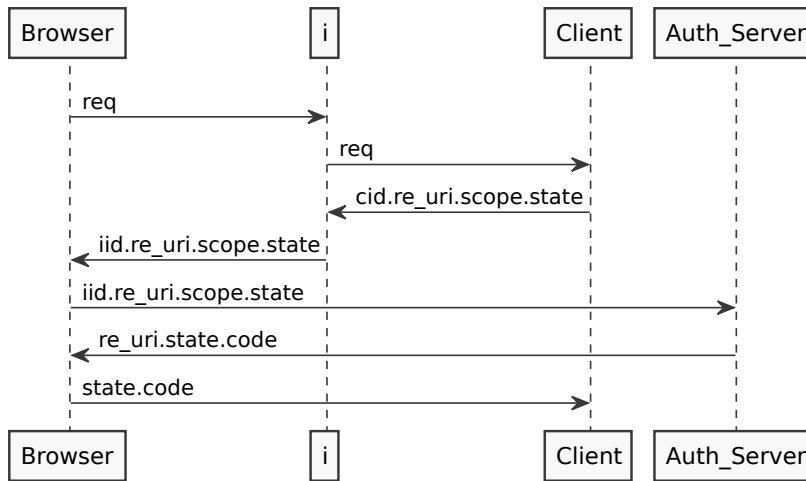 Browser i Client Auth_Server
req
req
cid.re_uri.scope.state
iid.re_uri.scope.state
iid.re_uri.scope.state
re_uri.state.code
state.code
Browser i Client Auth_Server